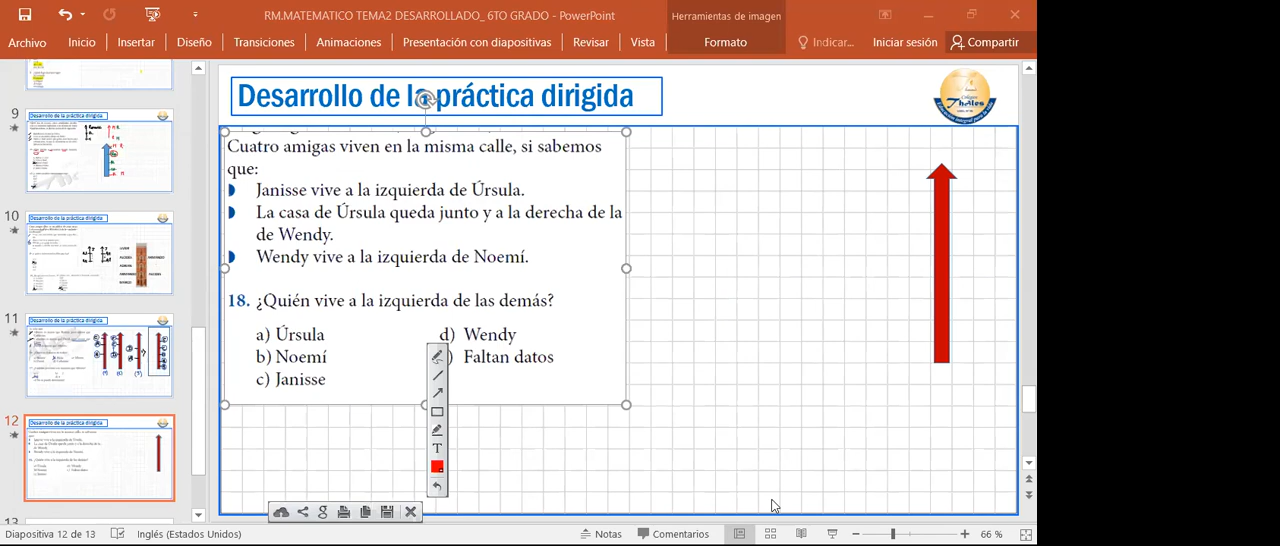 RM.MATEMATICO TEMA2 DESARROLLADO_ 6TO GRADO - PowerPoint
Herramientas de imagen
Archivo Inicio Insertar Diseño Transiciones Animaciones Presentación con diapositivas Revisar Vista Formato Indicar... Iniciar sesión Compartir
9
10
11
12
13
Desarrollo de la práctica dirigida
Thales
Cuatro amigas viven en la misma calle, si sabemos
que:
Janisse vive a la izquierda de Úrsula.
La casa de Úrsula queda junto y a la derecha de la
de Wendy.
Wendy vive a la izquierda de Noemí.
18. ¿Quién vive a la izquierda de las demás?
a) Úrsula d) Wendy
b) Noemí ) Faltan datos
c) Janisse
T
Diapositiva 12 de 13 Inglés (Estados Unidos) Notas Comentarios 66 %